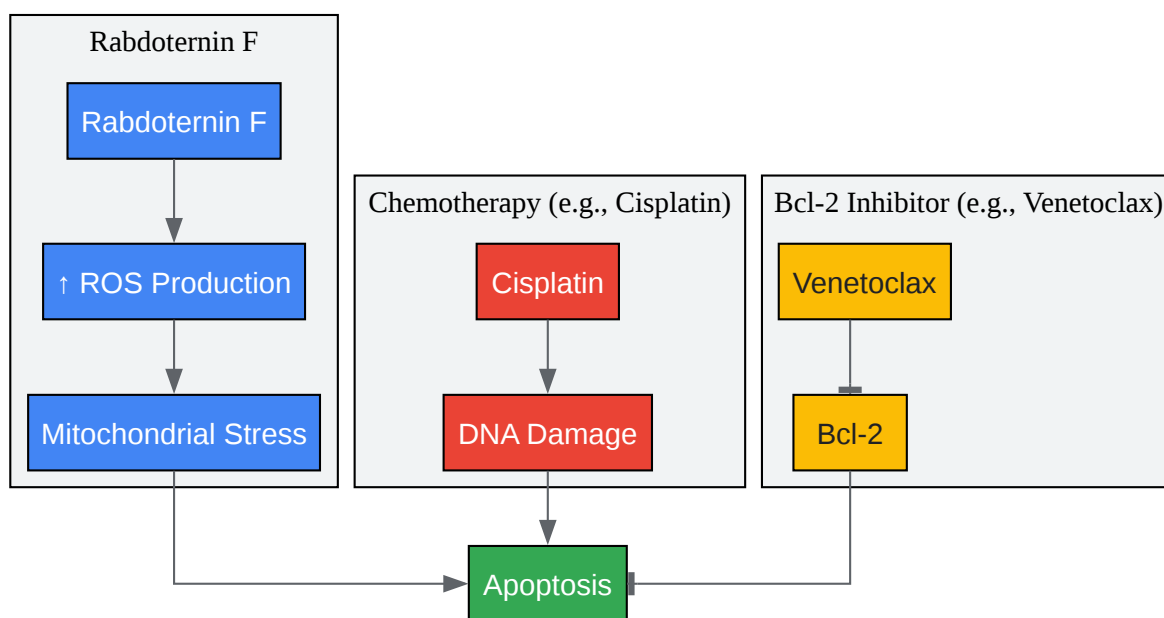 Rabdoternin F
Rabdoternin F
↑ ROS Production
Mitochondrial Stress
Chemotherapy (e.g., Cisplatin)
Cisplatin
DNA Damage
Bcl-2 Inhibitor (e.g., Venetoclax)
Venetoclax
Bcl-2
Apoptosis